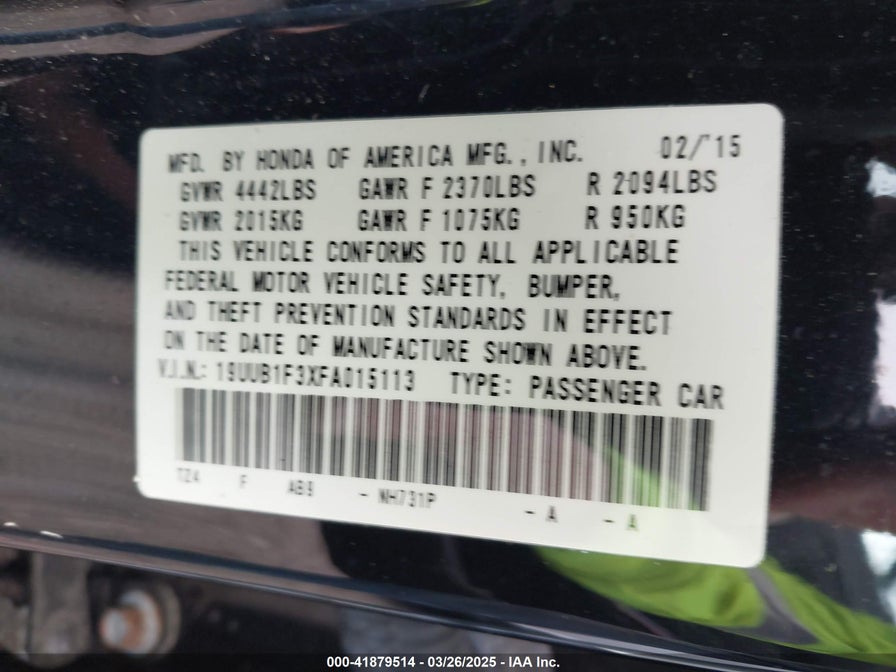 MFD. BY HONDA OF AMERICA MFG., INC. 02/'15
GVWR 4442LBS GAWR F 2370LBS R 2094LBS
GVWR 2015KG GAWR F 1075KG R 950KG
THIS VEHICLE CONFORMS TO ALL APPLICABLE
FEDERAL MOTOR VEHICLE SAFETY, BUMPER,
AND THEFT PREVENTION STANDARDS IN EFFECT
ON THE DATE OF MANUFACTURE SHOWN ABOVE.
V.I.N.: 19UUB1F3XFA015113 TYPE: PASSENGER CAR
TZ4 F AB9 - NH731P - A - A
000-41879514 - 03/26/2025 - IAA Inc.